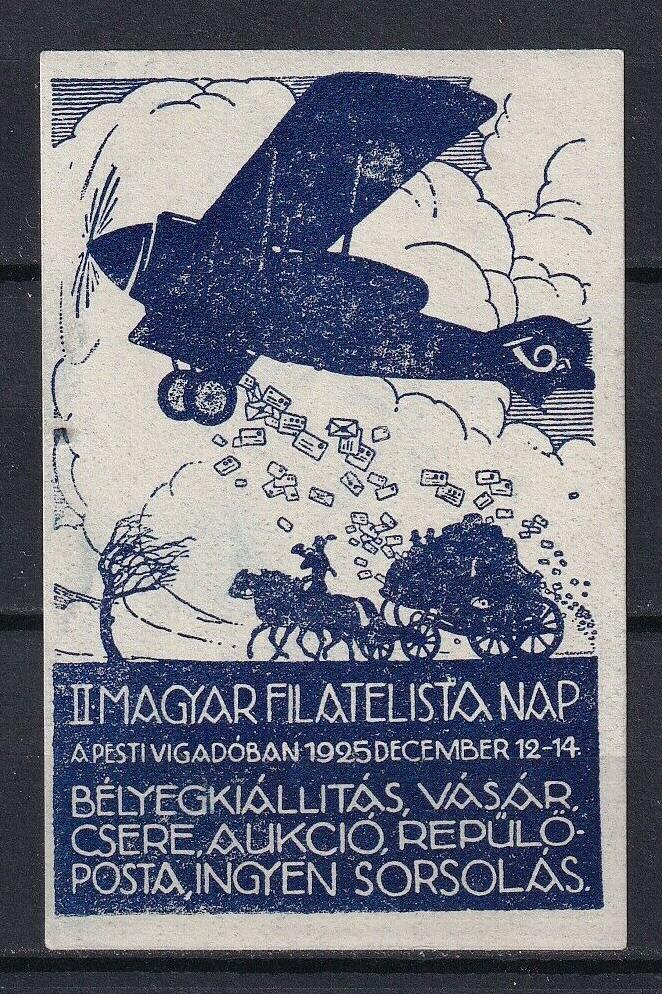 II. MAGYAR FILATELISTA NAP
A PESTI VIGADÓBAN 1925 DECEMBER 12-14.
BÉLYEGKIÁLLITÁS, VÁSÁR,
CSERE, AUKCIÓ, REPÜLŐ-
POSTA, INGYEN SORSOLÁS.